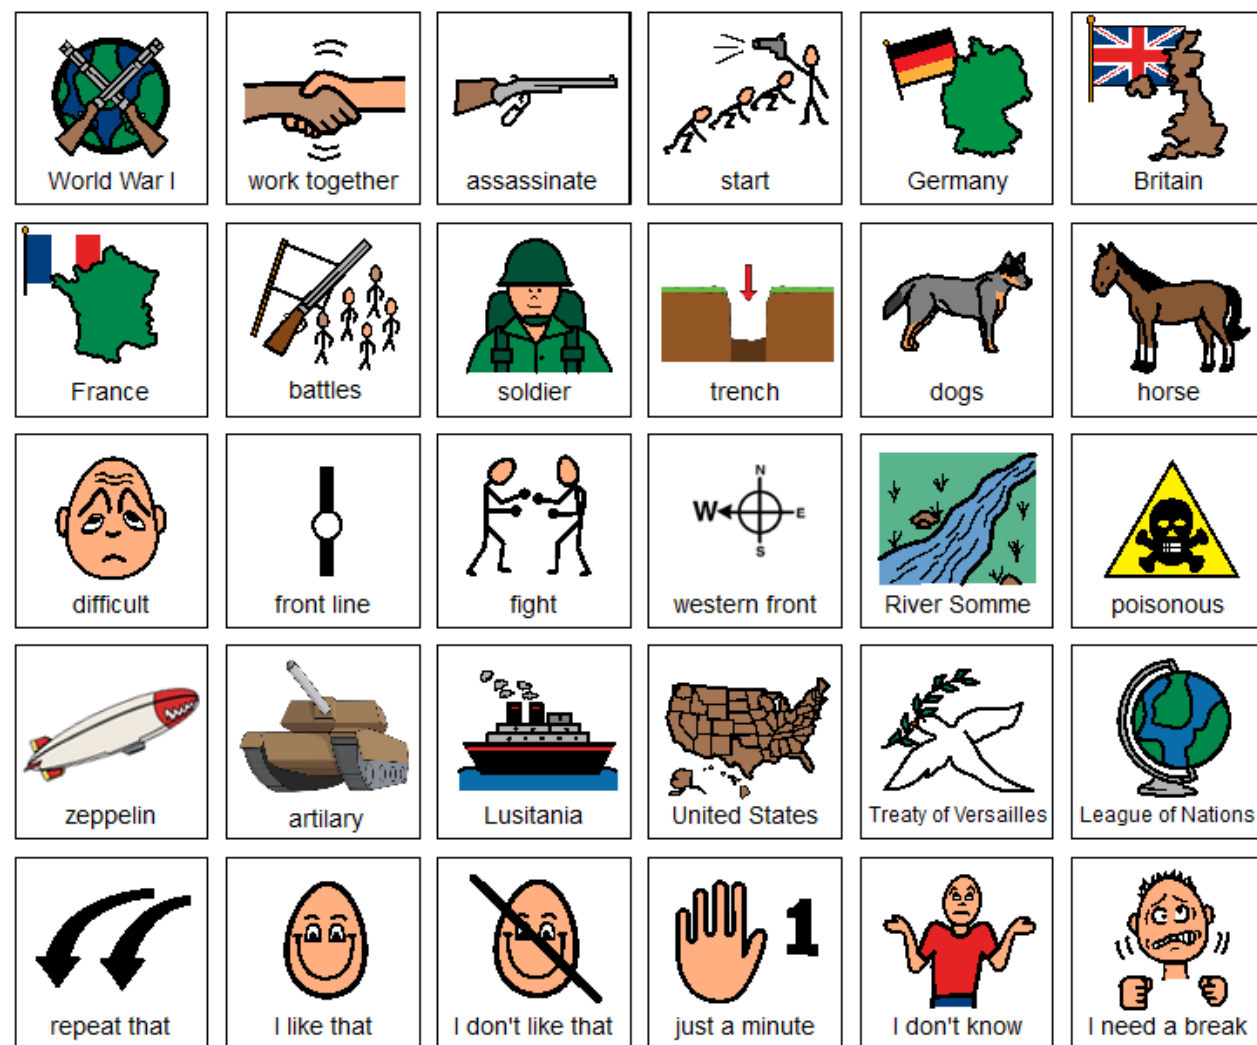 World War I
work together
assassinate
start
Germany
Britain
France
battles
soldier
trench
dogs
horse
difficult
front line
fight
N
W E
S
western front
River Somme
poisonous
zeppelin
artilary
Lusitania
United States
Treaty of Versailles
League of Nations
1
repeat that
I like that
I don't like that
just a minute
I don't know
I need a break